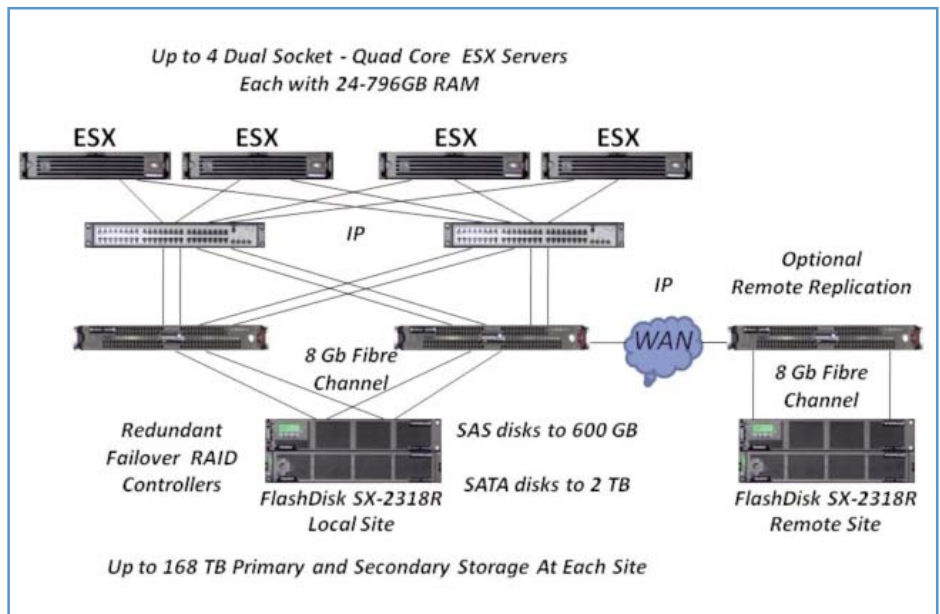 Up to 4 Dual Socket - Quad Core ESX Servers
Each with 24-796GB RAM
ESX
ESX
ESX
ESX
IP
Optional
Remote Replication
IP
WAN
8 Gb Fibre
Channel
8 Gb Fibre
Channel
Redundant
Failover RAID
Controllers
SAS disks to 600 GB
SATA disks to 2 TB
FlashDisk SX-2318R
Local Site
FlashDisk SX-2318R
Remote Site
Up to 168 TB Primary and Secondary Storage At Each Site